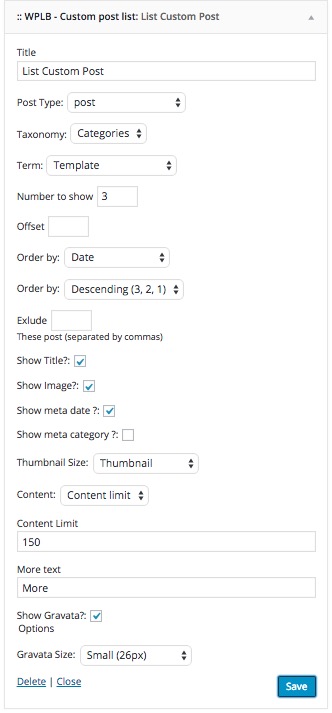 :: WPLB - Custom post list: List Custom Post
Title
List Custom Post
Post Type: post
Taxonomy: Categories
Term: Template
Number to show 3
Offset
Order by: Date
Order by: Descending (3, 2, 1)
Exlude
These post (separated by commas)
Show Title?:
Show Image?:
Show meta date ?:
Show meta category ?:
Thumbnail Size: Thumbnail
Content: Content limit
Content Limit
150
More text
More
Show Gravata?:
Options
Gravata Size: Small (26px)
Delete | Close
Save